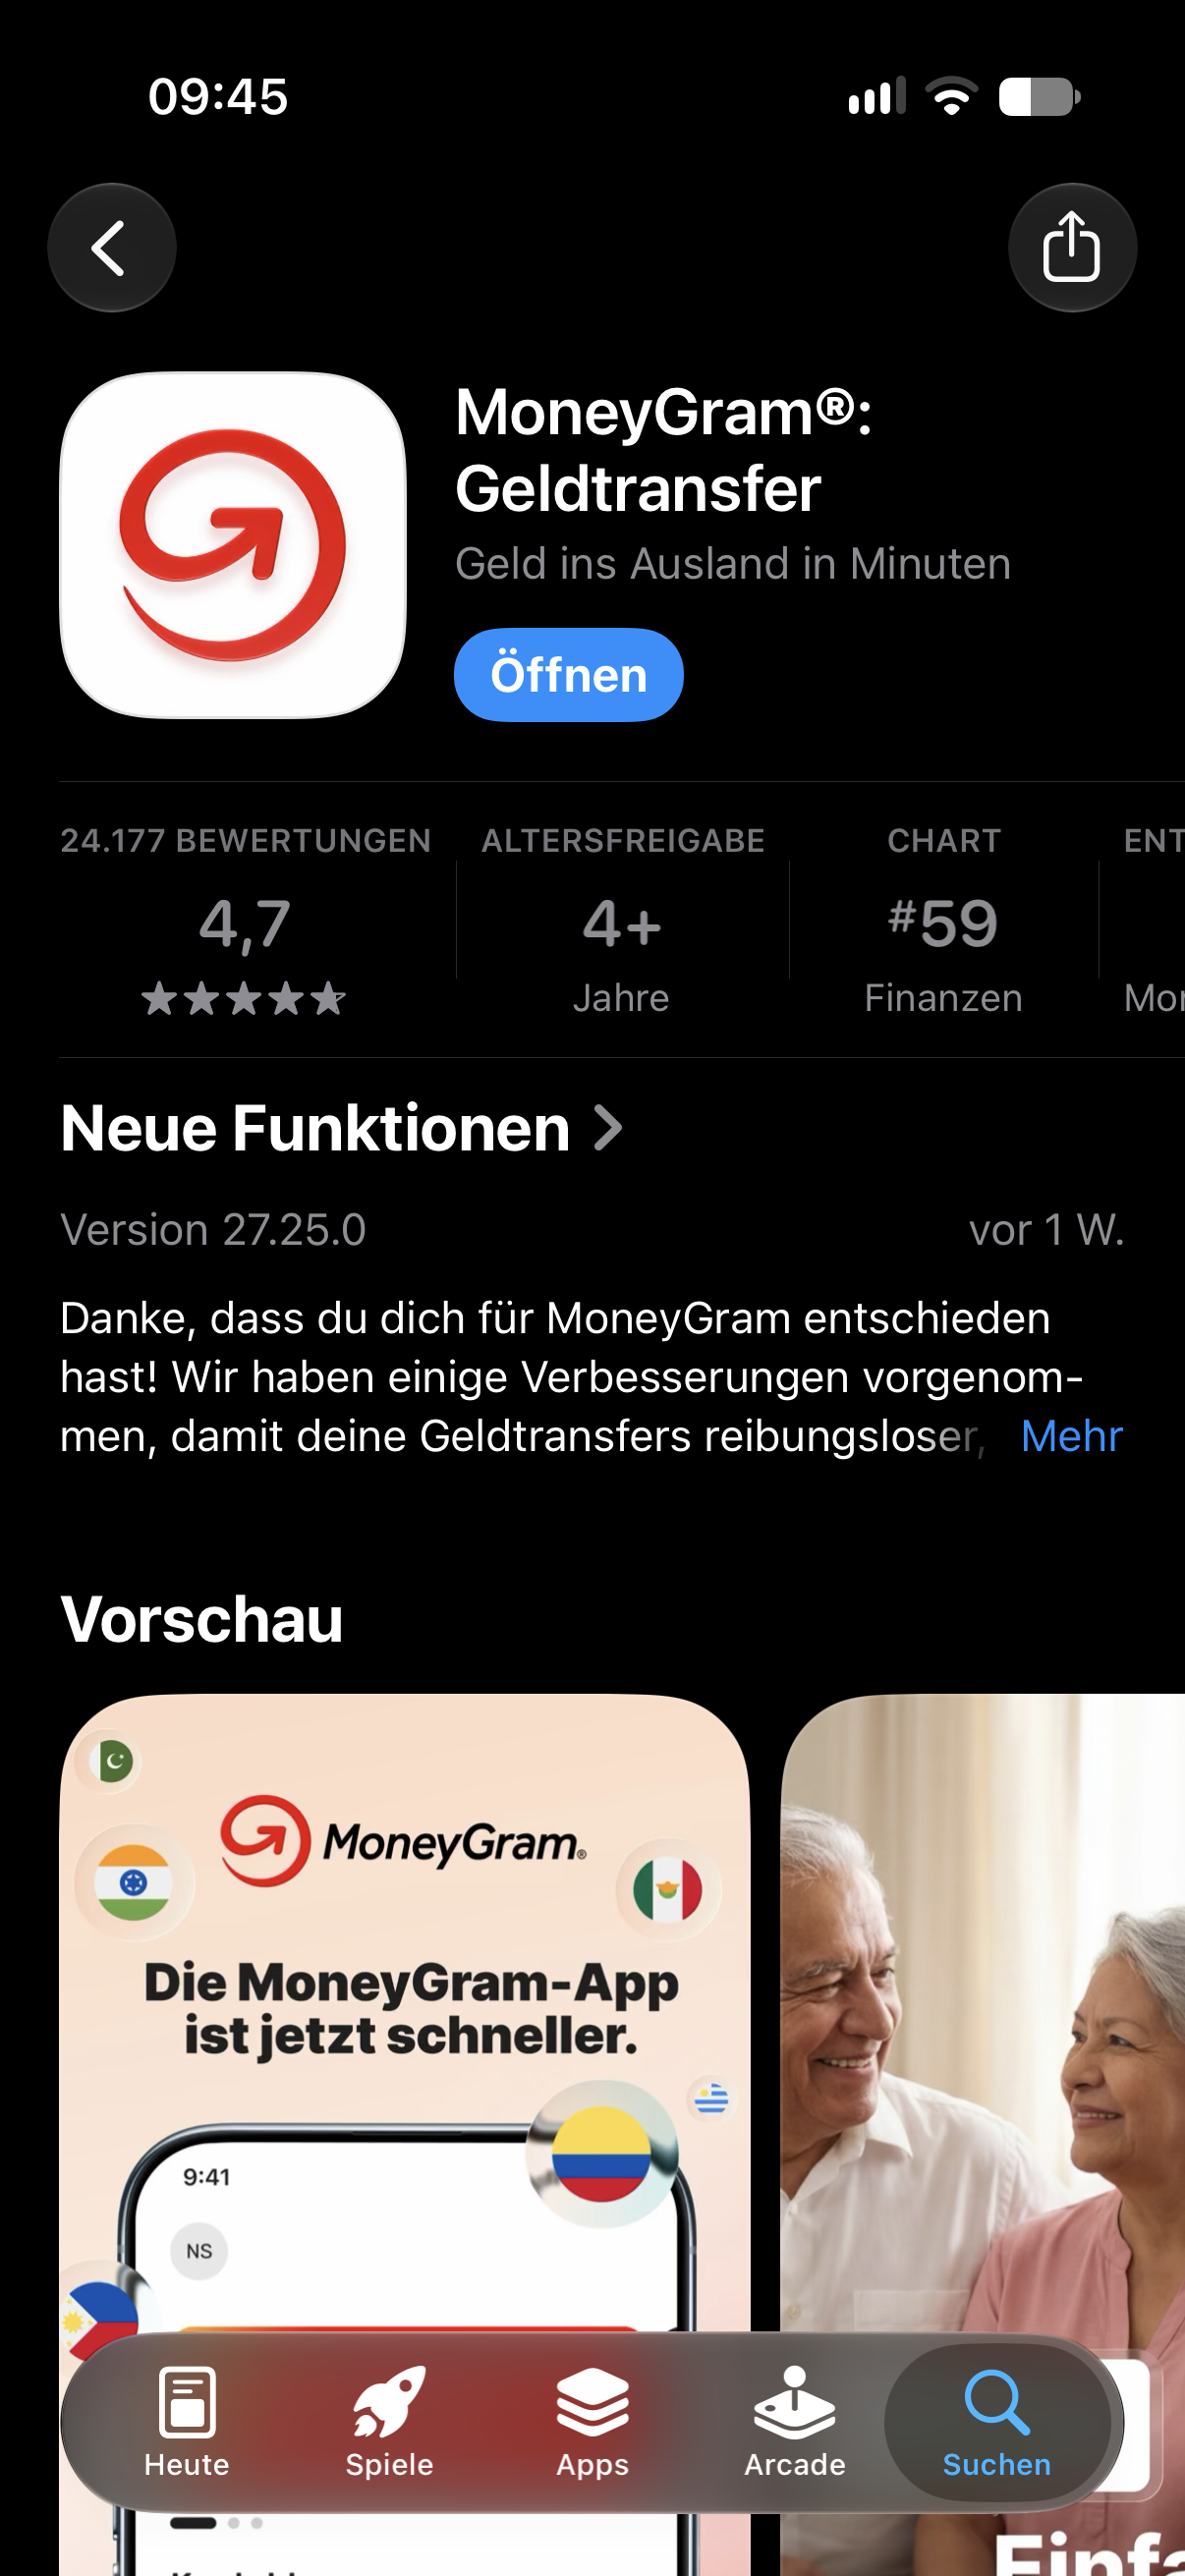 09:45
MoneyGram®:
Geldtransfer
Geld ins Ausland in Minuten
Öffnen
24.177 BEWERTUNGEN
4,7
ALTERSFREIGABE
4+
Jahre
CHART
#59
Finanzen
Neue Funktionen
Version 27.25.0
vor 1 W.
Danke, dass du dich für MoneyGram entschieden
hast! Wir haben einige Verbesserungen vorgenom-
men, damit deine Geldtransfers reibungsloser,
Mehr
Vorschau
MoneyGram®
Die MoneyGram-App
ist jetzt schneller.
9:41
NS
Heute
Spiele
Apps
Arcade
Suchen